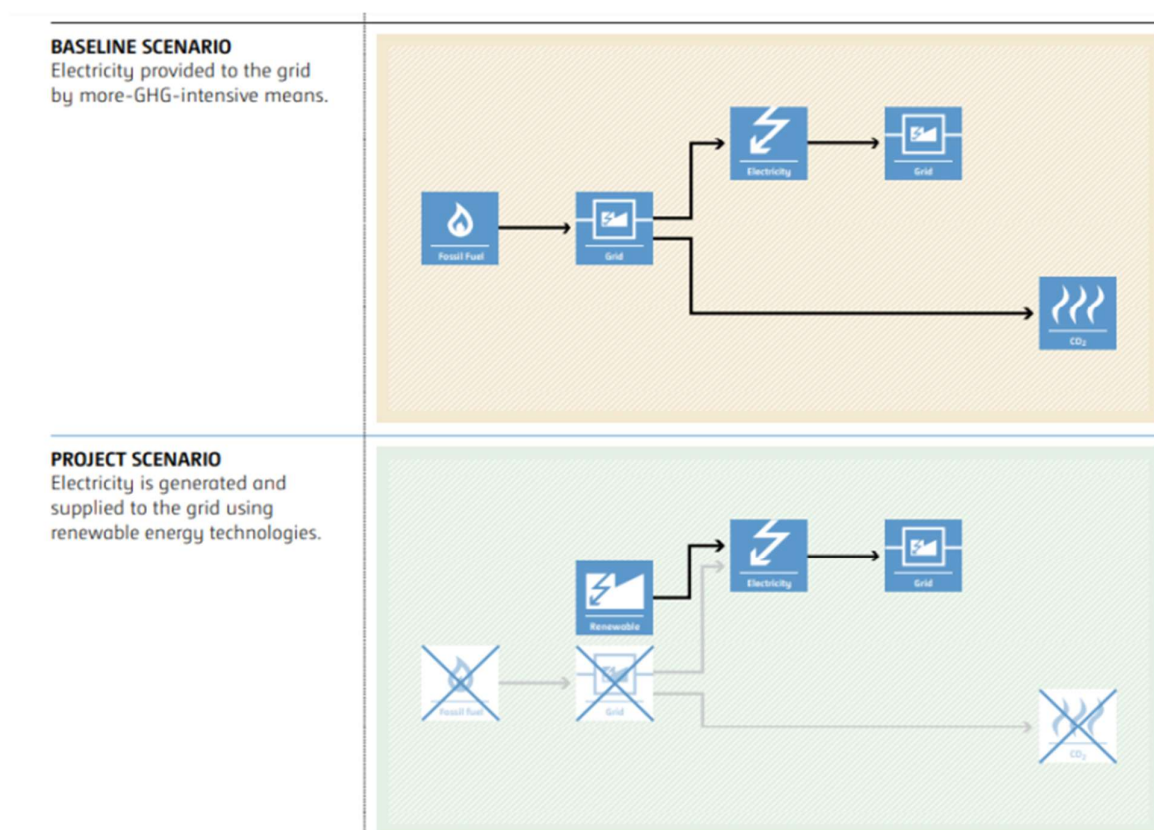 BASELINE SCENARIO
Electricity provided to the grid
by more-GHG-intensive means.
Electricity
Grid
Fossil Fuel
Grid
CO₂
PROJECT SCENARIO
Electricity is generated and
supplied to the grid using
renewable energy technologies.
Electricity
Grid
Renewable
Fossil fuel
Grid
CO₂